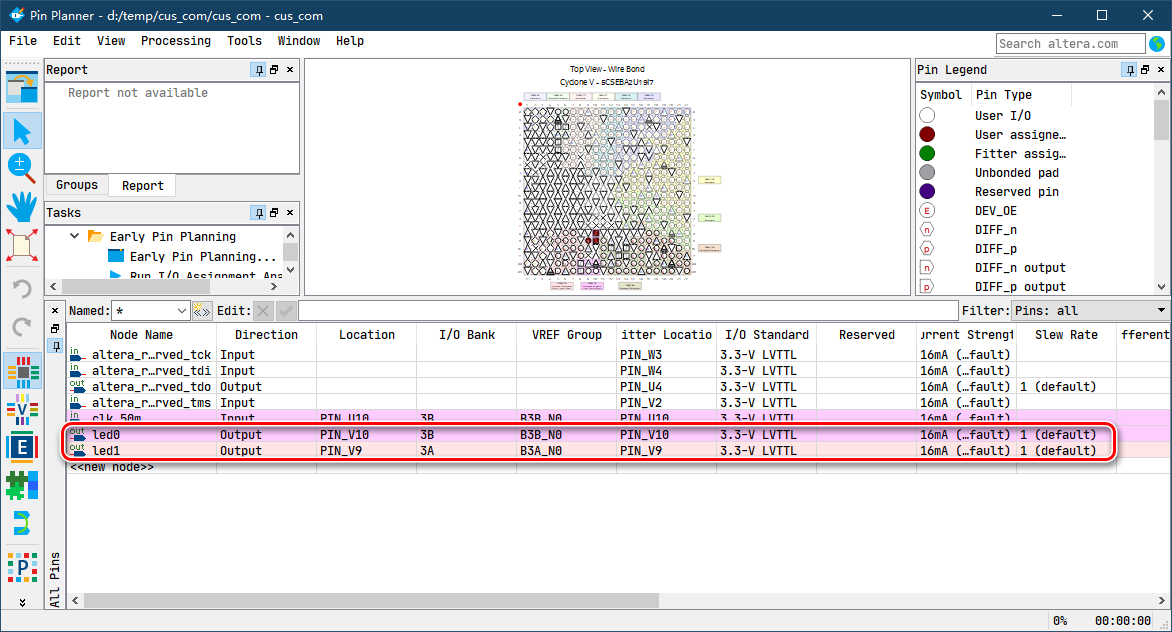 Pin Planner - d:/temp/cus_com/cus_com - cus_com
File Edit View Processing Tools Window Help
Search altera.com
Report
Report not available
Groups Report
Tasks
Early Pin Planning
Early Pin Planning...
Run I/O Assignment Ana
Top View - Wire Bond
Cyclone V - 5CSEBA2U19I7
Pin Legend
Symbol Pin Type
User I/O
User assigne…
Fitter assig…
Unbonded pad
Reserved pin
E DEV_OE
n DIFF_n
p DIFF_p
n DIFF_n output
p DIFF_p output
Named: * Edit: Filter: Pins: all
Node Name Direction Location I/O Bank VREF Group itter Locatio I/O Standard Reserved urrent Strengt Slew Rate fferent
in altera_r…rved_tck Input PIN_W3 3.3-V LVTTL 16mA (…fault)
in altera_r…rved_tdi Input PIN_W4 3.3-V LVTTL 16mA (…fault)
out altera_r…rved_tdo Output PIN_U4 3.3-V LVTTL 16mA (…fault) 1 (default)
in altera_r…rved_tms Input PIN_V2 3.3-V LVTTL 16mA (…fault)
in clk_50m Input PIN_U10 3B B3B_N0 PIN_U10 3.3-V LVTTL 16mA (…fault)
out led0 Output PIN_V10 3B B3B_N0 PIN_V10 3.3-V LVTTL 16mA (…fault) 1 (default)
out led1 Output PIN_V9 3A B3A_N0 PIN_V9 3.3-V LVTTL 16mA (…fault) 1 (default)
<<new node>>
All Pins
0% 00:00:00